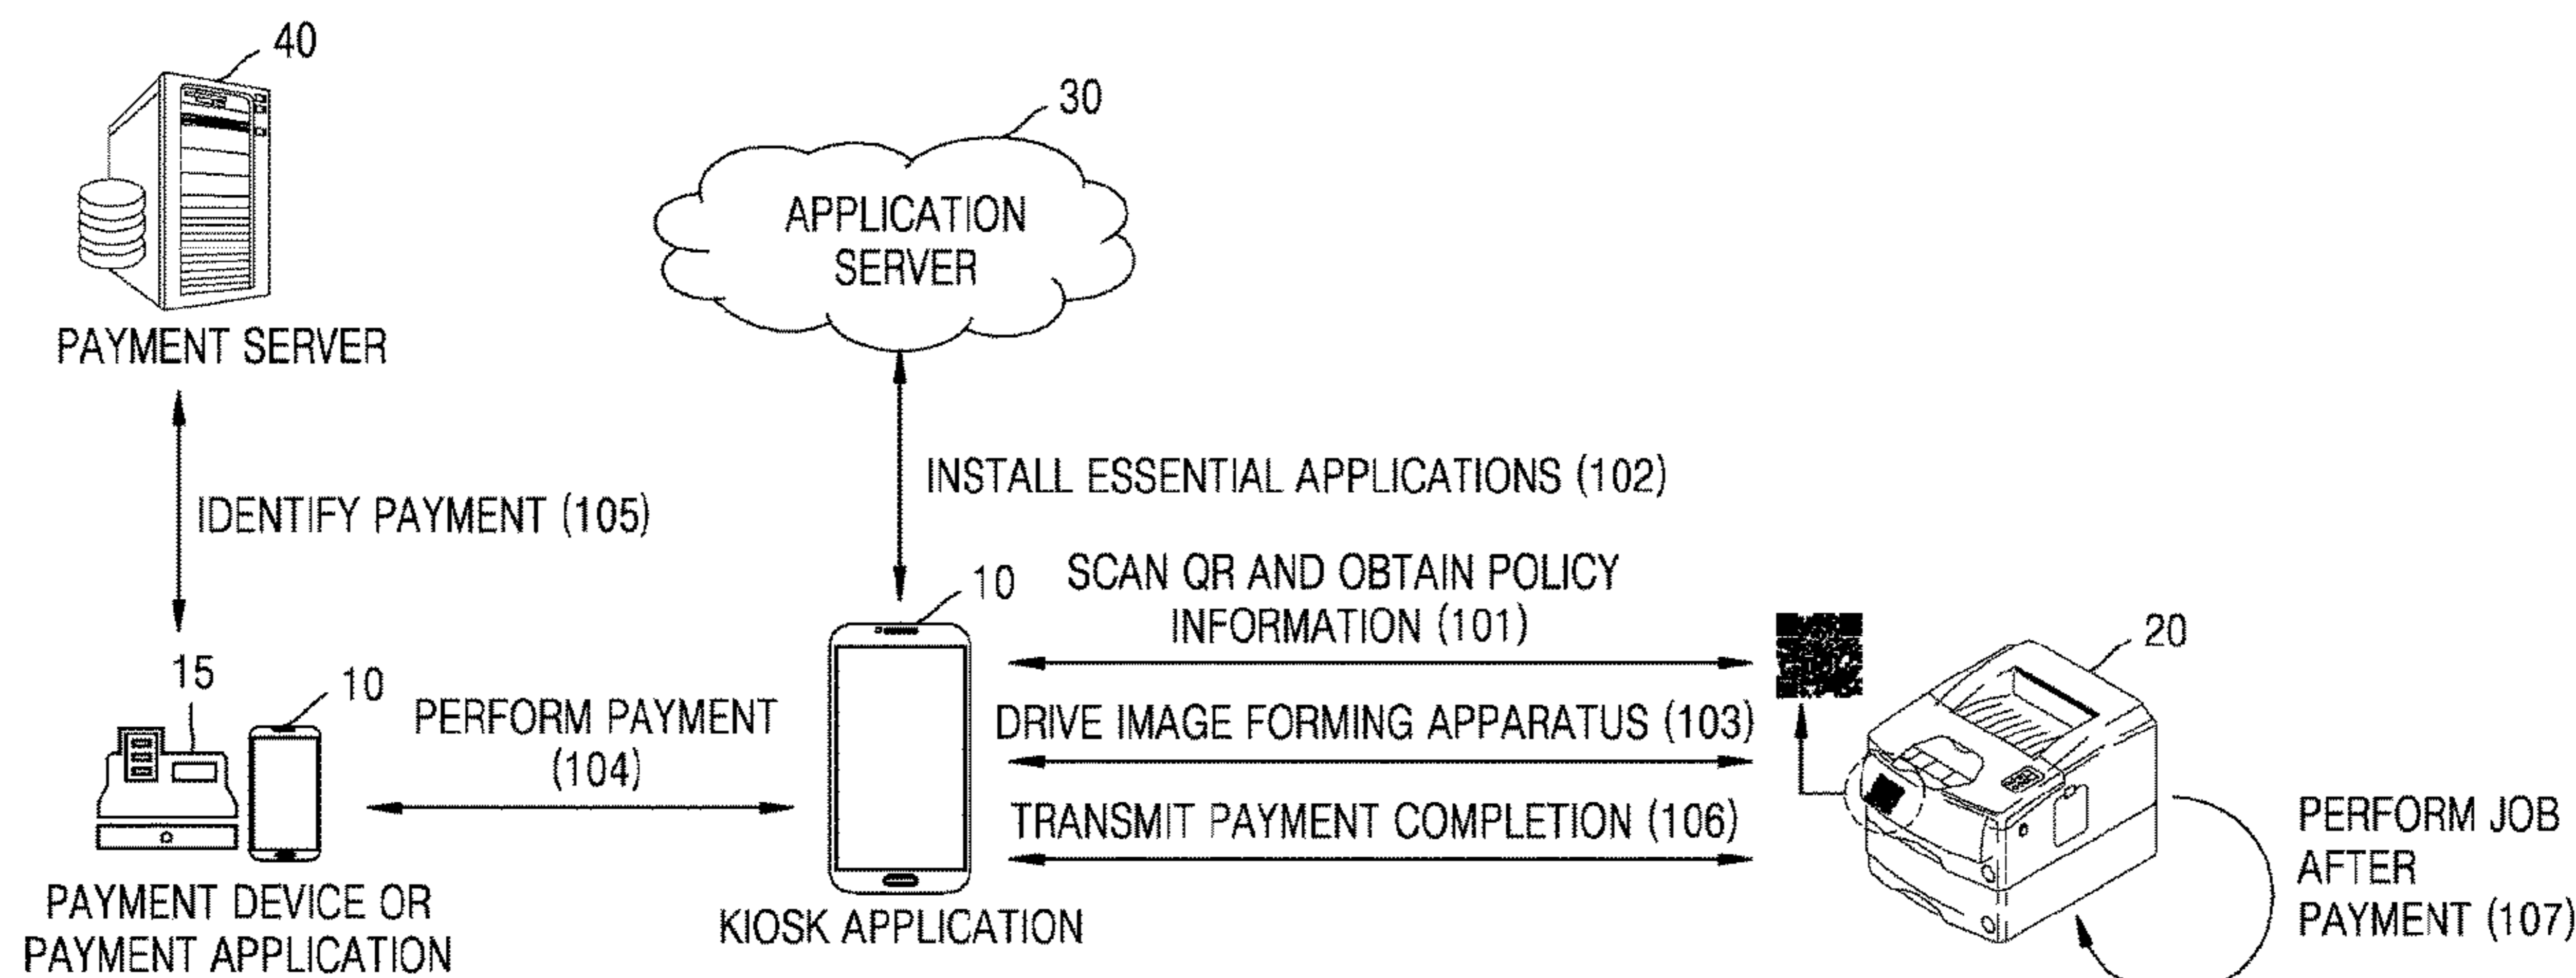 40
30
APPLICATION
SERVER
PAYMENT SERVER
INSTALL ESSENTIAL APPLICATIONS (102)
IDENTIFY PAYMENT (105)
SCAN QR AND OBTAIN POLICY
INFORMATION (101)
10
20
15
10
PERFORM PAYMENT
(104)
DRIVE IMAGE FORMING APPARATUS (103)
TRANSMIT PAYMENT COMPLETION (106)
PERFORM JOB
AFTER
PAYMENT (107)
PAYMENT DEVICE OR
PAYMENT APPLICATION
KIOSK APPLICATION